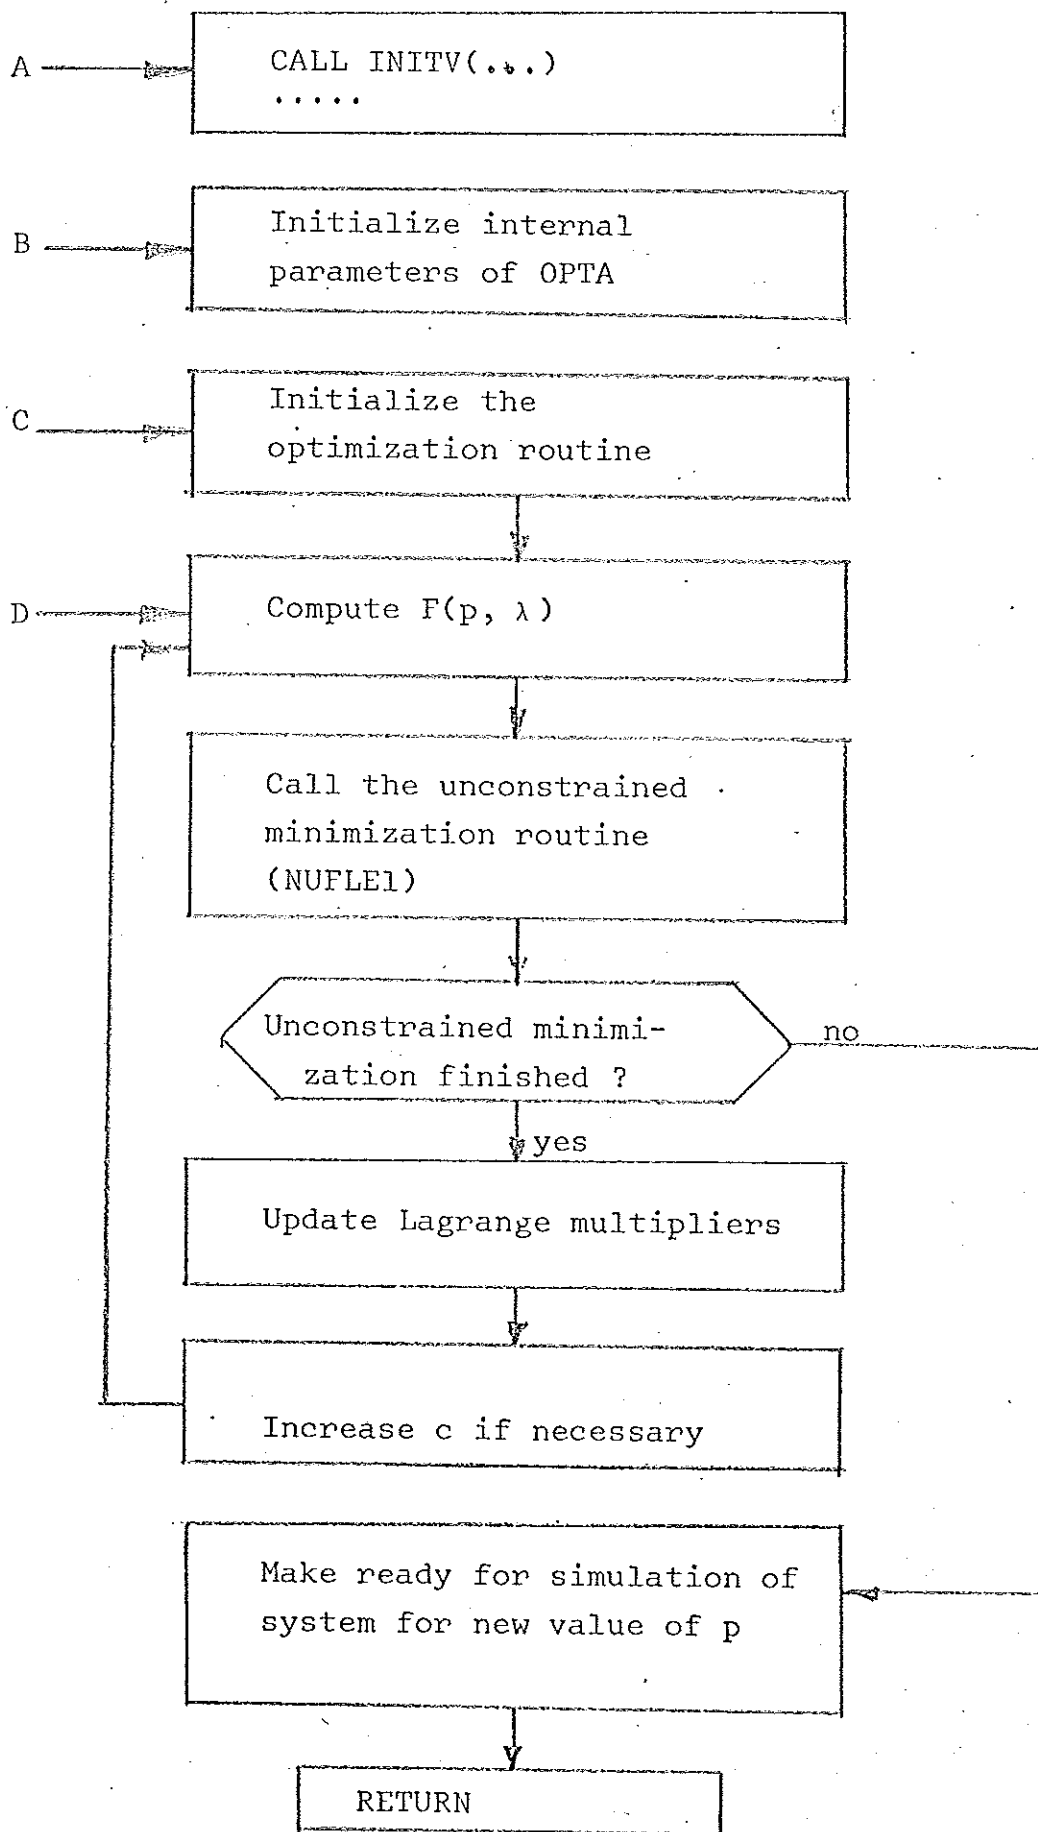 A
CALL INITV(...)
.....
B
Initialize internal
parameters of OPTA
C
Initialize the
optimization routine
D
Compute F(p, λ)
Call the unconstrained
minimization routine
(NUFLE1)
Unconstrained minimi-
zation finished ?
no
yes
Update Lagrange multipliers
Increase c if necessary
Make ready for simulation of
system for new value of p
RETURN